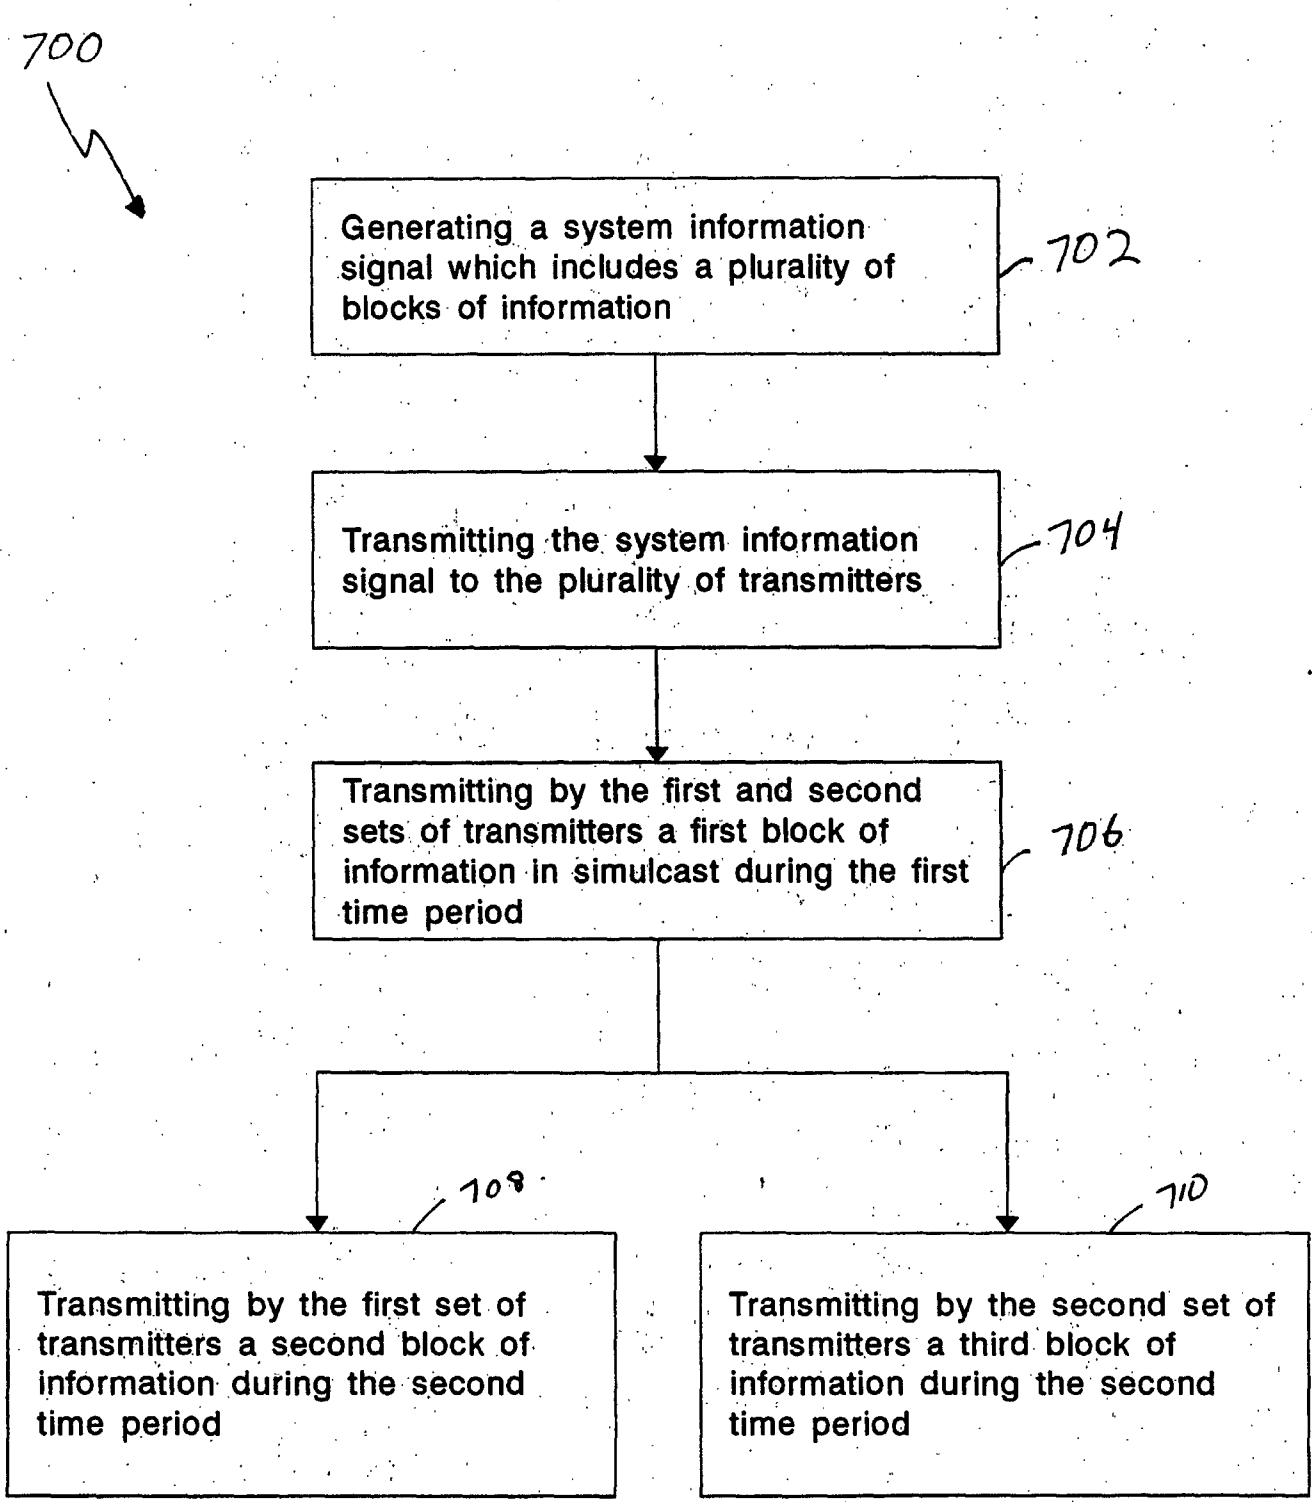 700
Generating a system information
signal which includes a plurality of
blocks of information
702
Transmitting the system information
signal to the plurality of transmitters
704
Transmitting by the first and second
sets of transmitters a first block of
information in simulcast during the first
time period
706
708
Transmitting by the first set of
transmitters a second block of
information during the second
time period
710
Transmitting by the second set of
transmitters a third block of
information during the second
time period